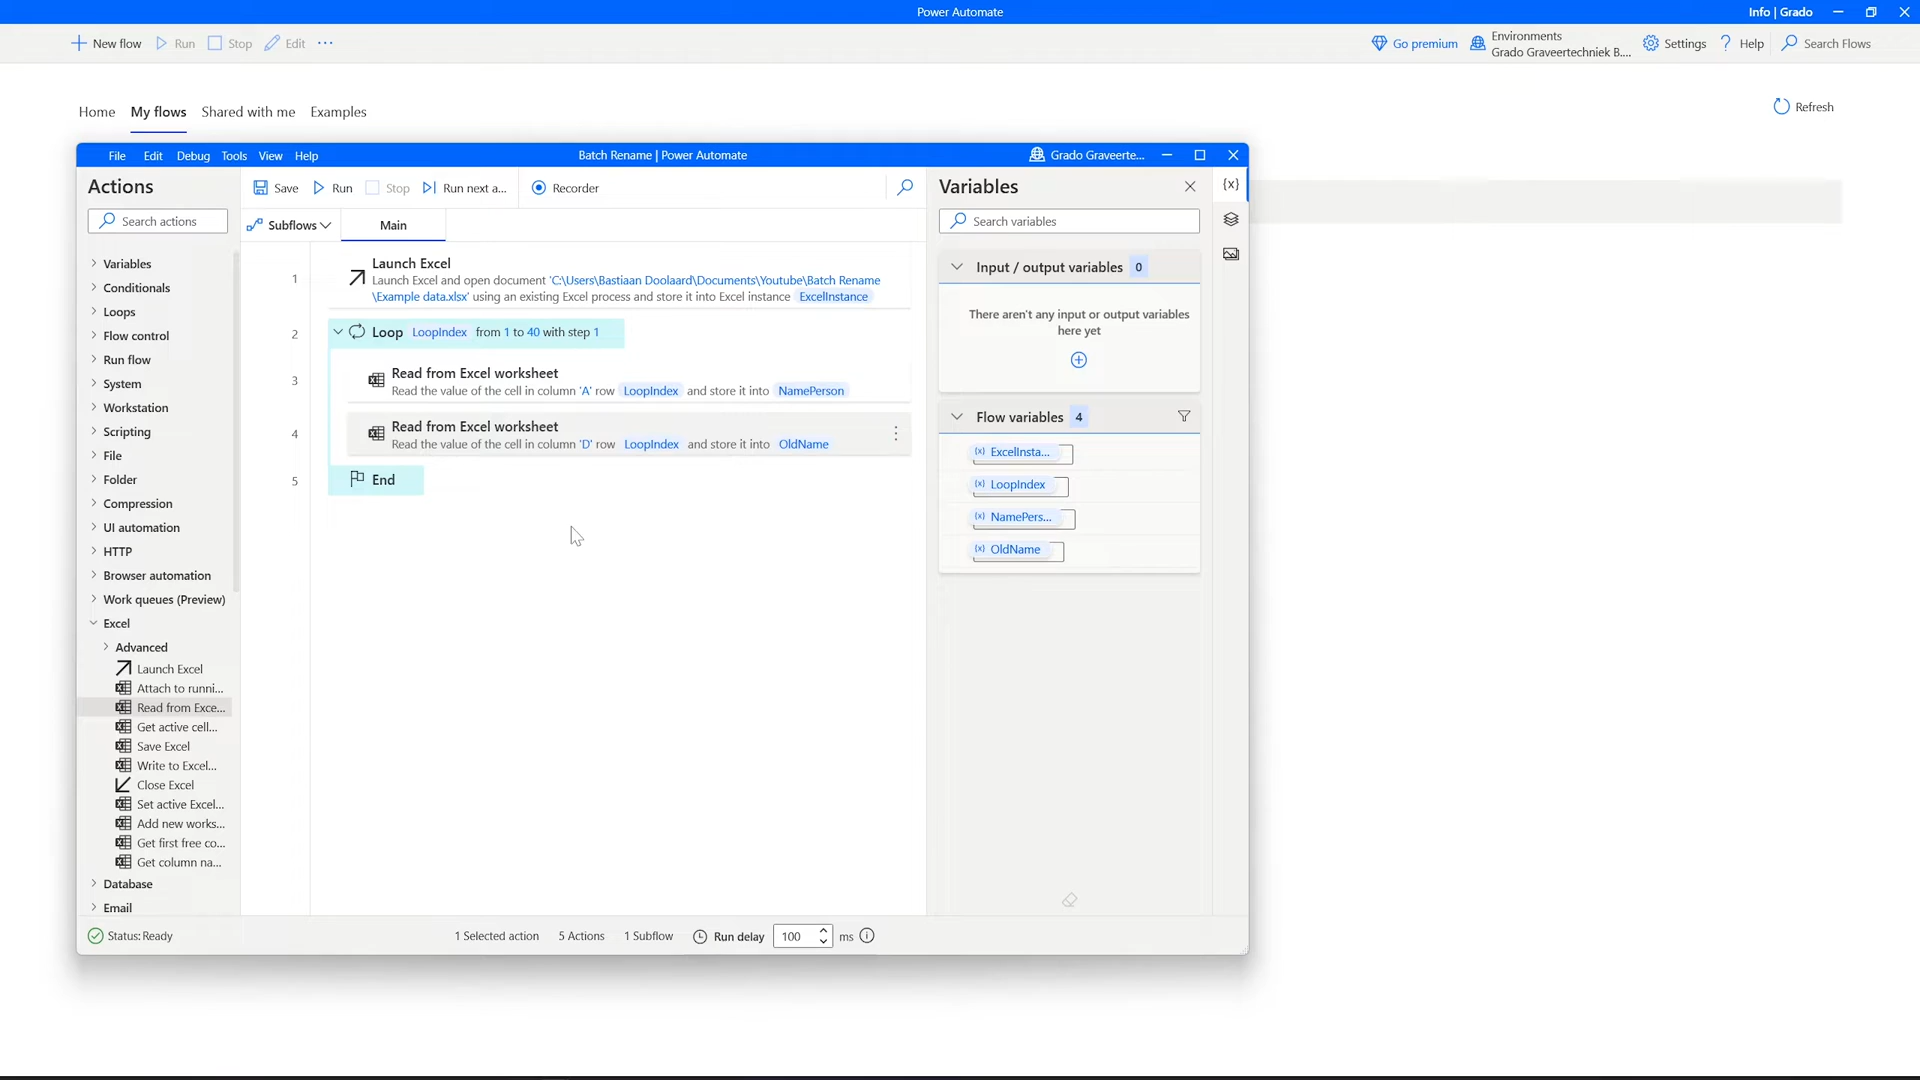 Power Automate
Info | Grado
New flow
Run
Stop
Edit
Go premium
Environments
Grado Graveertechniek B....
Settings
Help
Search Flows
Home
My flows
Shared with me
Examples
Refresh
File
Edit
Debug
Tools
View
Help
Batch Rename | Power Automate
Grado Graveerte...
Actions
Search actions
Variables
Conditionals
Loops
Flow control
Run flow
System
Workstation
Scripting
File
Folder
Compression
UI automation
HTTP
Browser automation
Work queues (Preview)
Excel
Advanced
Launch Excel
Attach to runni...
Read from Exce...
Get active cell...
Save Excel
Write to Excel...
Close Excel
Set active Excel...
Add new works...
Get first free co...
Get column na...
Database
Email
Save
Run
Stop
Run next a...
Recorder
Subflows
Main
1
Launch Excel
Launch Excel and open document 'C:\Users\Bastiaan Doolaard\Documents\Youtube\Batch Rename
\Example data.xlsx' using an existing Excel process and store it into Excel instance ExcelInstance
2
Loop LoopIndex from 1 to 40 with step 1
3
Read from Excel worksheet
Read the value of the cell in column 'A' row LoopIndex and store it into NamePerson
4
Read from Excel worksheet
Read the value of the cell in column 'D' row LoopIndex and store it into OldName
5
End
Variables
{x}
Search variables
Input / output variables 0
There aren't any input or output variables
here yet
Flow variables 4
(x) ExcelInsta...
(x) LoopIndex
(x) NamePers...
(x) OldName
Status: Ready
1 Selected action
5 Actions
1 Subflow
Run delay
100
ms